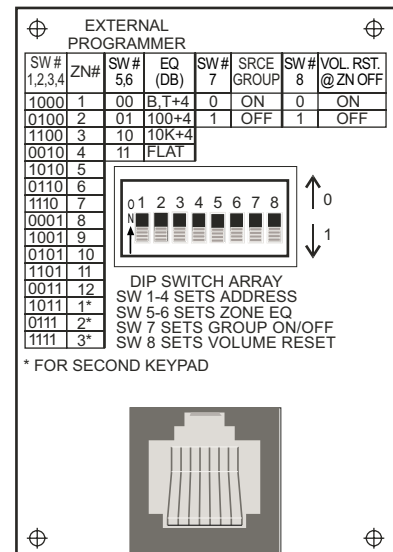 EXTERNAL
PROGRAMMER
SW # 1,2,3,4 ZN# SW # 5,6 EQ (DB) SW # 7 SRCE GROUP SW # 8 VOL. RST. @ ZN OFF
1000 1 00 B,T+4 0 ON 0 ON
0100 2 01 100+4 1 OFF 1 OFF
1100 3 10 10K+4
0010 4 11 FLAT
1010 5
0110 6
1110 7
0001 8
1001 9
0101 10
1101 11
0011 12
1011 1*
0111 2*
1111 3*
0 1 2 3 4 5 6 7 8
N
0
1
DIP SWITCH ARRAY
SW 1-4 SETS ADDRESS
SW 5-6 SETS ZONE EQ
SW 7 SETS GROUP ON/OFF
SW 8 SETS VOLUME RESET
* FOR SECOND KEYPAD